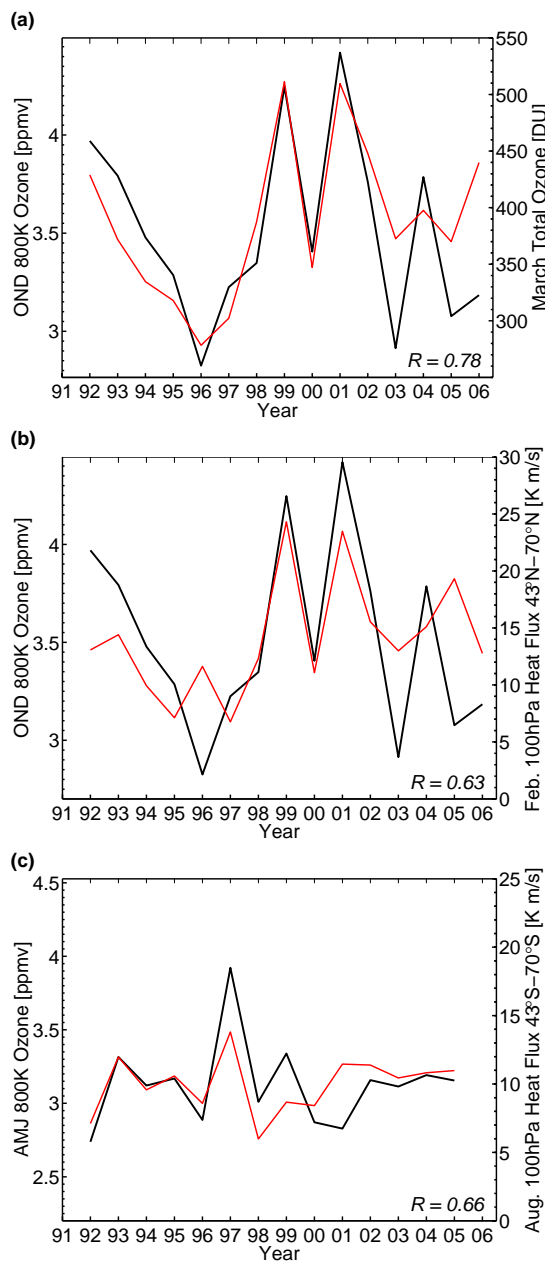 (a)
OND 800K Ozone [ppmv]
4
3.5
3
550
500
450
400
350
300
March Total Ozone [DU]
R = 0.78
91 92 93 94 95 96 97 98 99 00 01 02 03 04 05 06
Year
(b)
OND 800K Ozone [ppmv]
4
3.5
3
30
25
20
15
10
5
0
Feb. 100hPa Heat Flux 43°N−70°N [K m/s]
R = 0.63
91 92 93 94 95 96 97 98 99 00 01 02 03 04 05 06
Year
(c)
AMJ 800K Ozone [ppmv]
4.5
4
3.5
3
2.5
25
20
15
10
5
0
Aug. 100hPa Heat Flux 43°S−70°S [K m/s]
R = 0.66
91 92 93 94 95 96 97 98 99 00 01 02 03 04 05 06
Year